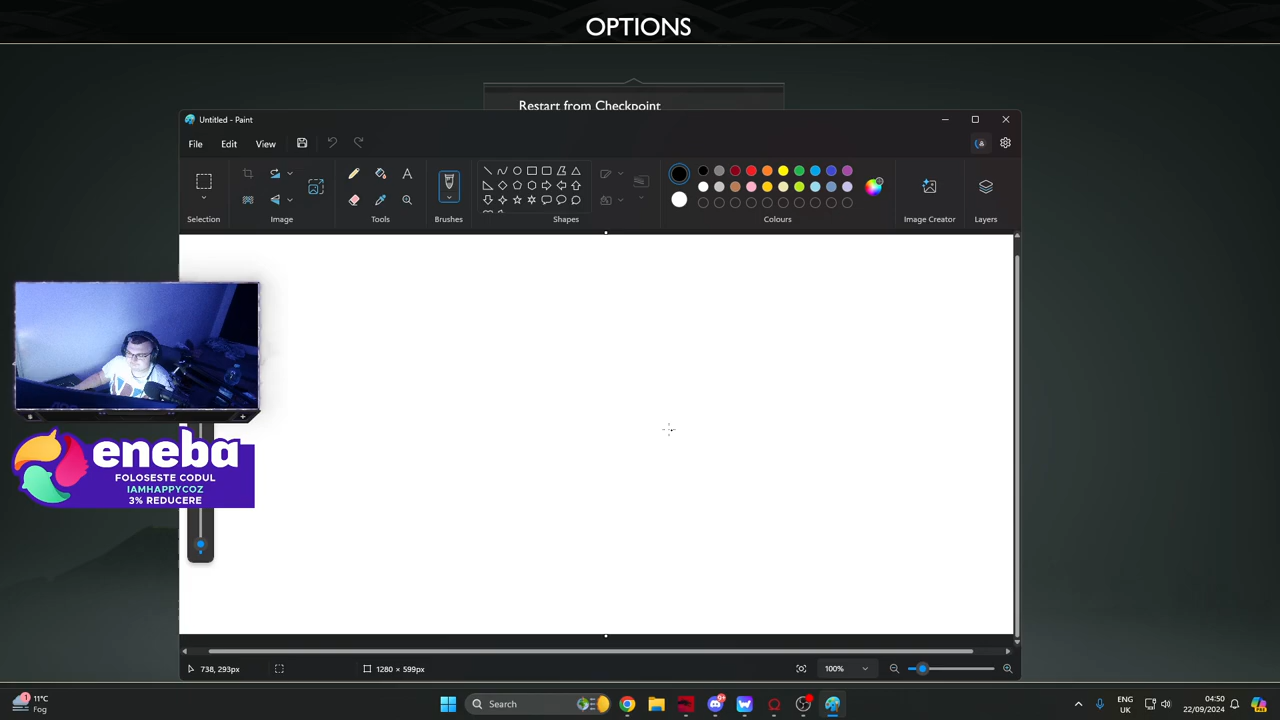 OPTIONS
Restart from Checkpoint
Untitled - Paint
File
Edit
View
Selection
Image
Tools
Brushes
Shapes
Colours
Image Creator
Layers
eneba
FOLOSESTE CODUL
IAMHAPPYCOZ
3% REDUCERE
738, 293px
1280 × 599px
100%
1
11°C
Fog
Search
9+
ENG
UK
04:50
22/09/2024